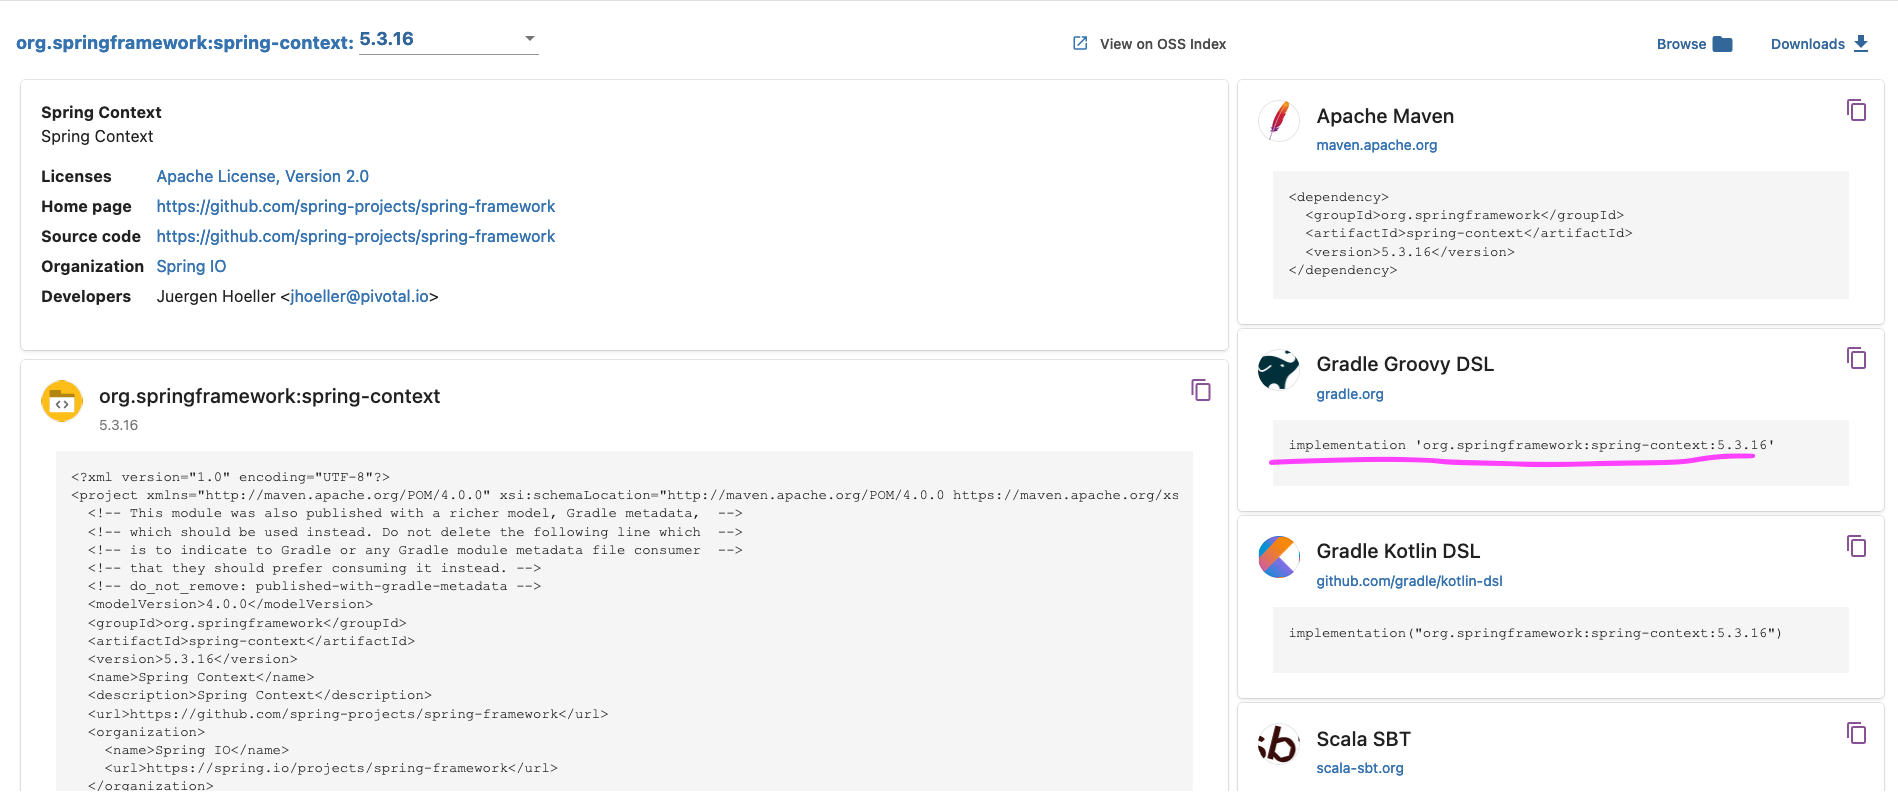 org.springframework:spring-context: 5.3.16
View on OSS Index
Browse
Downloads
Spring Context
Spring Context
Licenses Apache License, Version 2.0
Home page https://github.com/spring-projects/spring-framework
Source code https://github.com/spring-projects/spring-framework
Organization Spring IO
Developers Juergen Hoeller <jhoeller@pivotal.io>
org.springframework:spring-context
5.3.16
<?xml version="1.0" encoding="UTF-8"?>
<project xmlns="http://maven.apache.org/POM/4.0.0" xsi:schemaLocation="http://maven.apache.org/POM/4.0.0 https://maven.apache.org/xs
  <!-- This module was also published with a richer model, Gradle metadata,  -->
  <!-- which should be used instead. Do not delete the following line which  -->
  <!-- is to indicate to Gradle or any Gradle module metadata file consumer  -->
  <!-- that they should prefer consuming it instead. -->
  <!-- do_not_remove: published-with-gradle-metadata -->
  <modelVersion>4.0.0</modelVersion>
  <groupId>org.springframework</groupId>
  <artifactId>spring-context</artifactId>
  <version>5.3.16</version>
  <name>Spring Context</name>
  <description>Spring Context</description>
  <url>https://github.com/spring-projects/spring-framework</url>
  <organization>
    <name>Spring IO</name>
    <url>https://spring.io/projects/spring-framework</url>
  </organization>
Apache Maven
maven.apache.org
<dependency>
  <groupId>org.springframework</groupId>
  <artifactId>spring-context</artifactId>
  <version>5.3.16</version>
</dependency>
Gradle Groovy DSL
gradle.org
implementation 'org.springframework:spring-context:5.3.16'
Gradle Kotlin DSL
github.com/gradle/kotlin-dsl
implementation("org.springframework:spring-context:5.3.16")
Scala SBT
scala-sbt.org